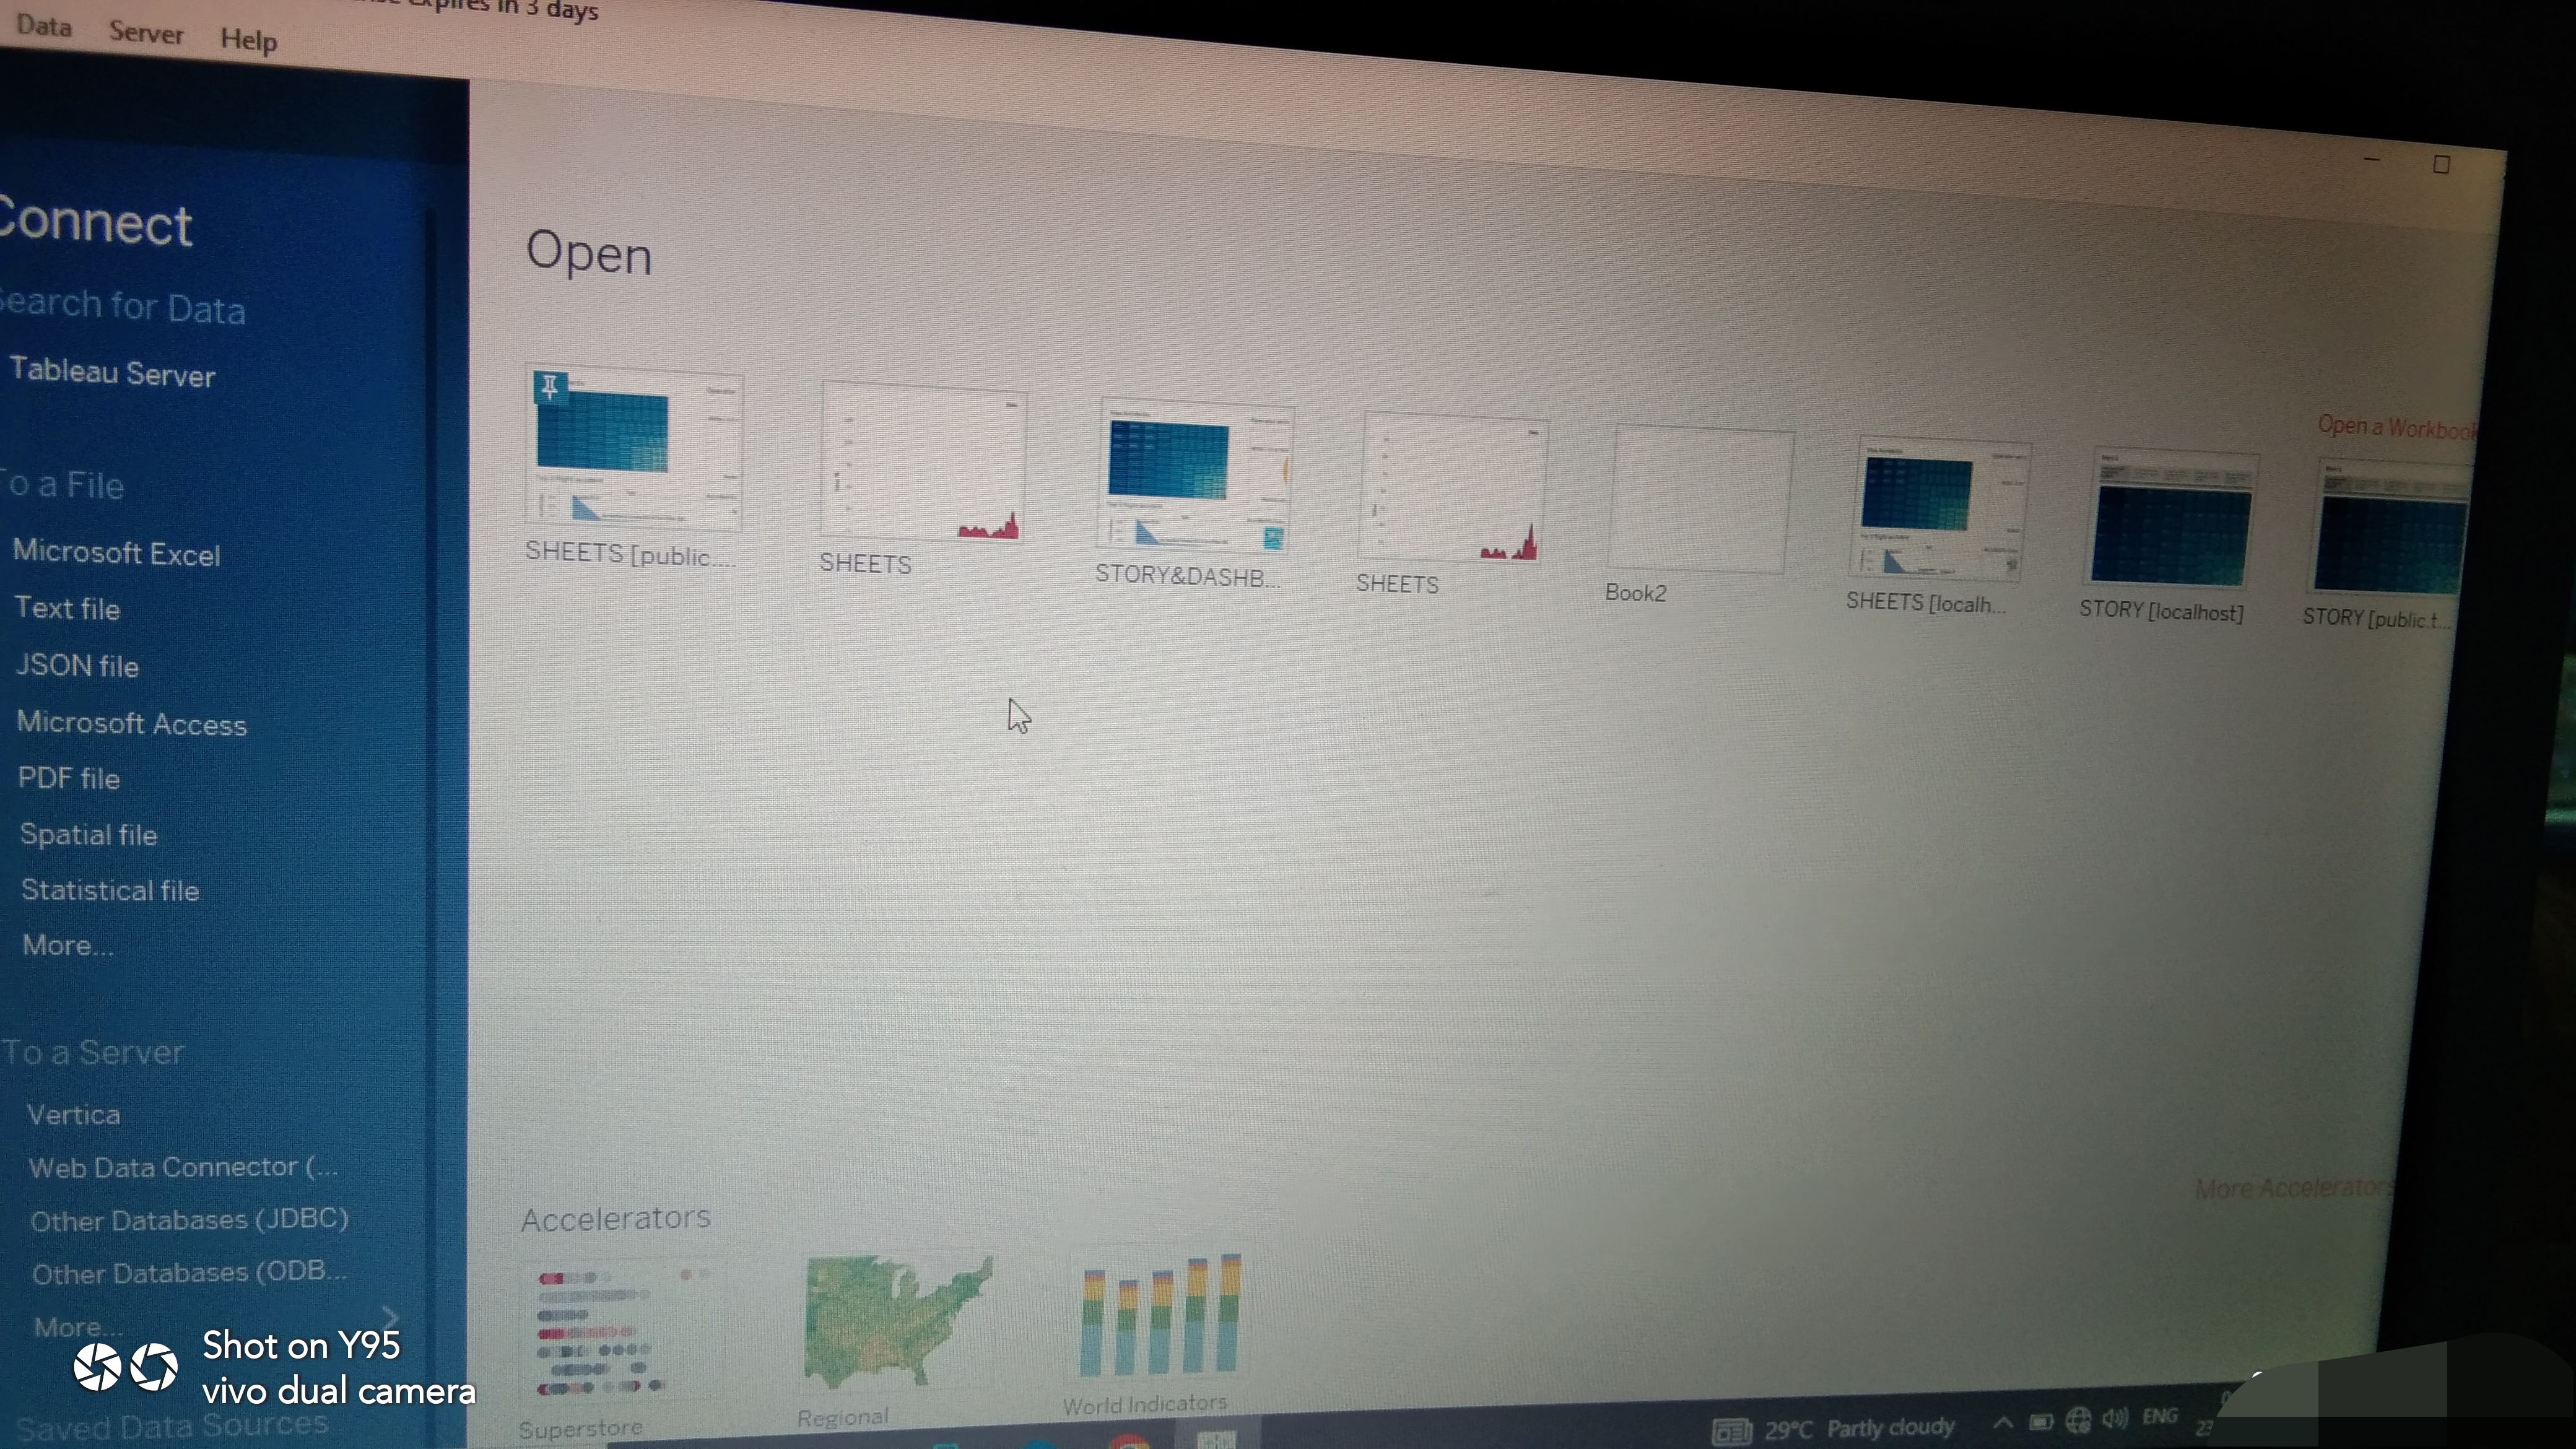 expires in 3 days
Data Server Help
Connect
Search for Data
Tableau Server
To a File
Microsoft Excel
Text file
JSON file
Microsoft Access
PDF file
Spatial file
Statistical file
More...
To a Server
Vertica
Web Data Connector (...
Other Databases (JDBC)
Other Databases (ODB...
More...
Saved Data Sources
Open
Open a Workbook
SHEETS [public....
SHEETS
STORY&DASHB...
SHEETS
Book2
SHEETS [localh...
STORY [localhost]
STORY [public.t...
More Accelerators
Accelerators
Superstore
Regional
World Indicators
29°C Partly cloudy
ENG
Shot on Y95
vivo dual camera